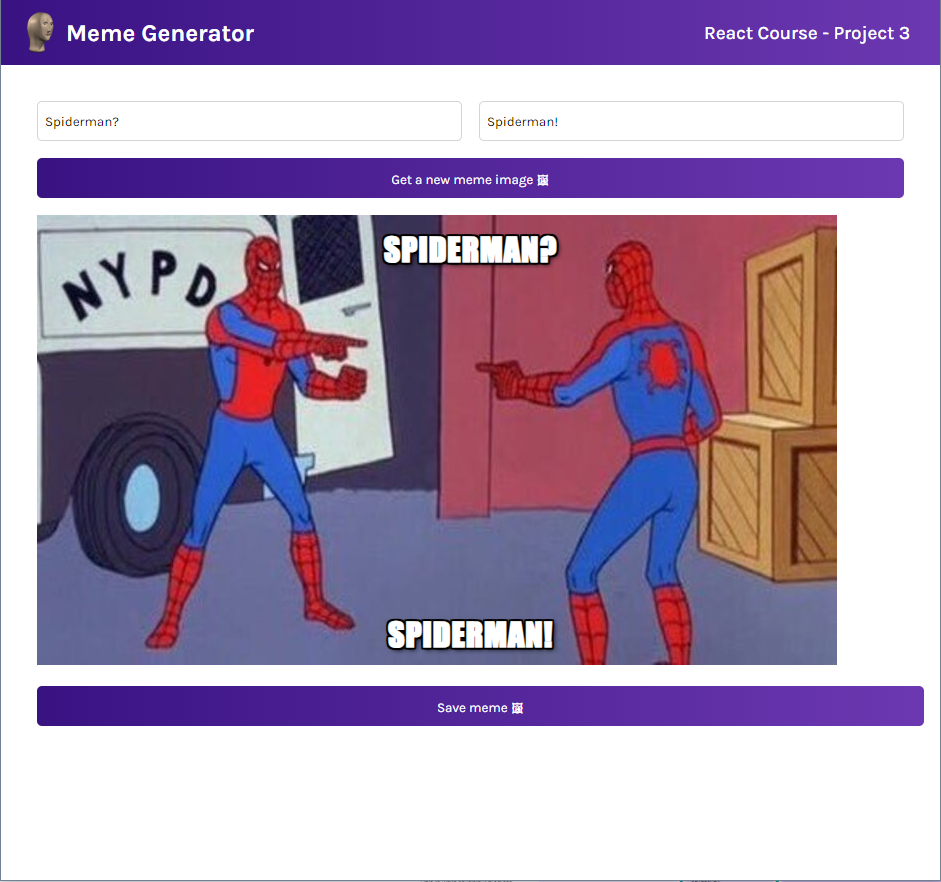 Meme Generator
React Course - Project 3
Spiderman?
Spiderman!
Get a new meme image 🖼
SPIDERMAN?
NYPD
SPIDERMAN!
Save meme 🖼